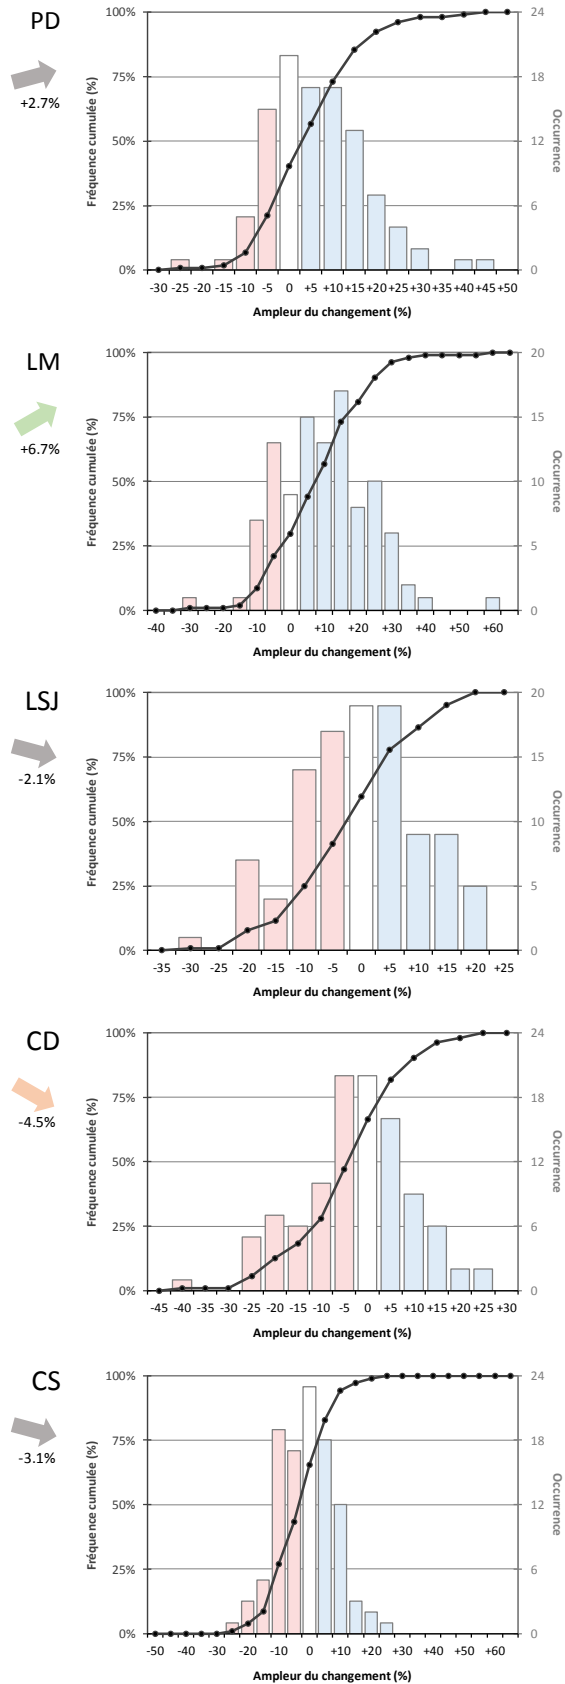 PD
+2.7%
Fréquence cumulée (%)
100%
75%
50%
25%
0%
24
18
12
6
0
Occurrence
-30 -25 -20 -15 -10 -5 0 +5 +10 +15 +20 +25 +30 +35 +40 +45 +50
Ampleur du changement (%)
LM
+6.7%
Fréquence cumulée (%)
100%
75%
50%
25%
0%
20
15
10
5
0
Occurrence
-40 -30 -20 -10 0 +10 +20 +30 +40 +50 +60
Ampleur du changement (%)
LSJ
-2.1%
Fréquence cumulée (%)
100%
75%
50%
25%
0%
20
15
10
5
0
Occurrence
-35 -30 -25 -20 -15 -10 -5 0 +5 +10 +15 +20 +25
Ampleur du changement (%)
CD
-4.5%
Fréquence cumulée (%)
100%
75%
50%
25%
0%
24
18
12
6
0
Occurrence
-45 -40 -35 -30 -25 -20 -15 -10 -5 0 +5 +10 +15 +20 +25 +30
Ampleur du changement (%)
CS
-3.1%
Fréquence cumulée (%)
100%
75%
50%
25%
0%
24
18
12
6
0
Occurrence
-50 -40 -30 -20 -10 0 +10 +20 +30 +40 +50 +60
Ampleur du changement (%)